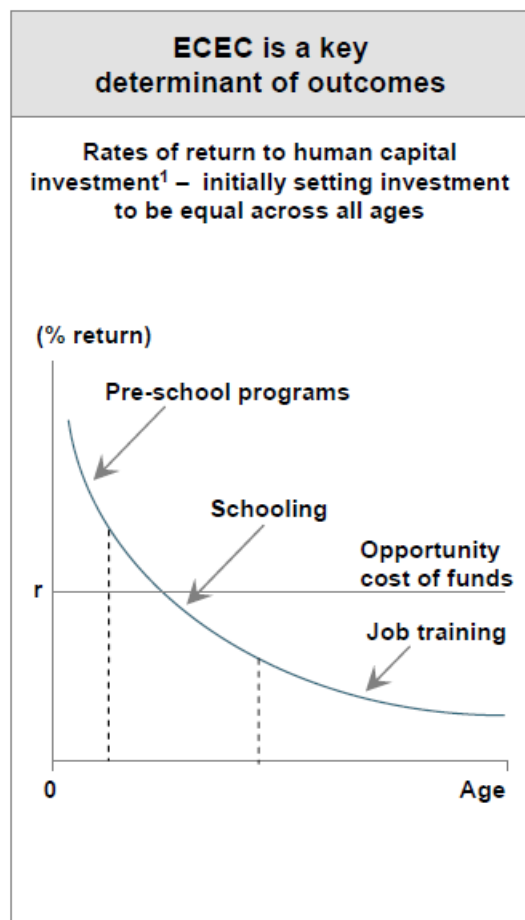 ECEC is a key
determinant of outcomes
Rates of return to human capital
investment¹ – initially setting investment
to be equal across all ages
(% return)
Pre-school programs
Schooling
Opportunity
cost of funds
r
Job training
0
Age